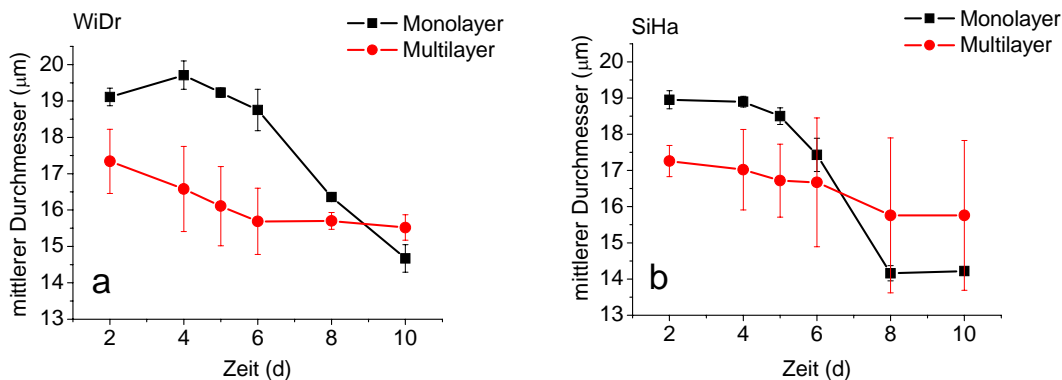 WiDr
Monolayer
Multilayer
mittlerer Durchmesser (μm)
20
19
18
17
16
15
14
13
a
2 4 6 8 10
Zeit (d)
SiHa
Monolayer
Multilayer
mittlerer Durchmesser (μm)
20
19
18
17
16
15
14
13
b
2 4 6 8 10
Zeit (d)